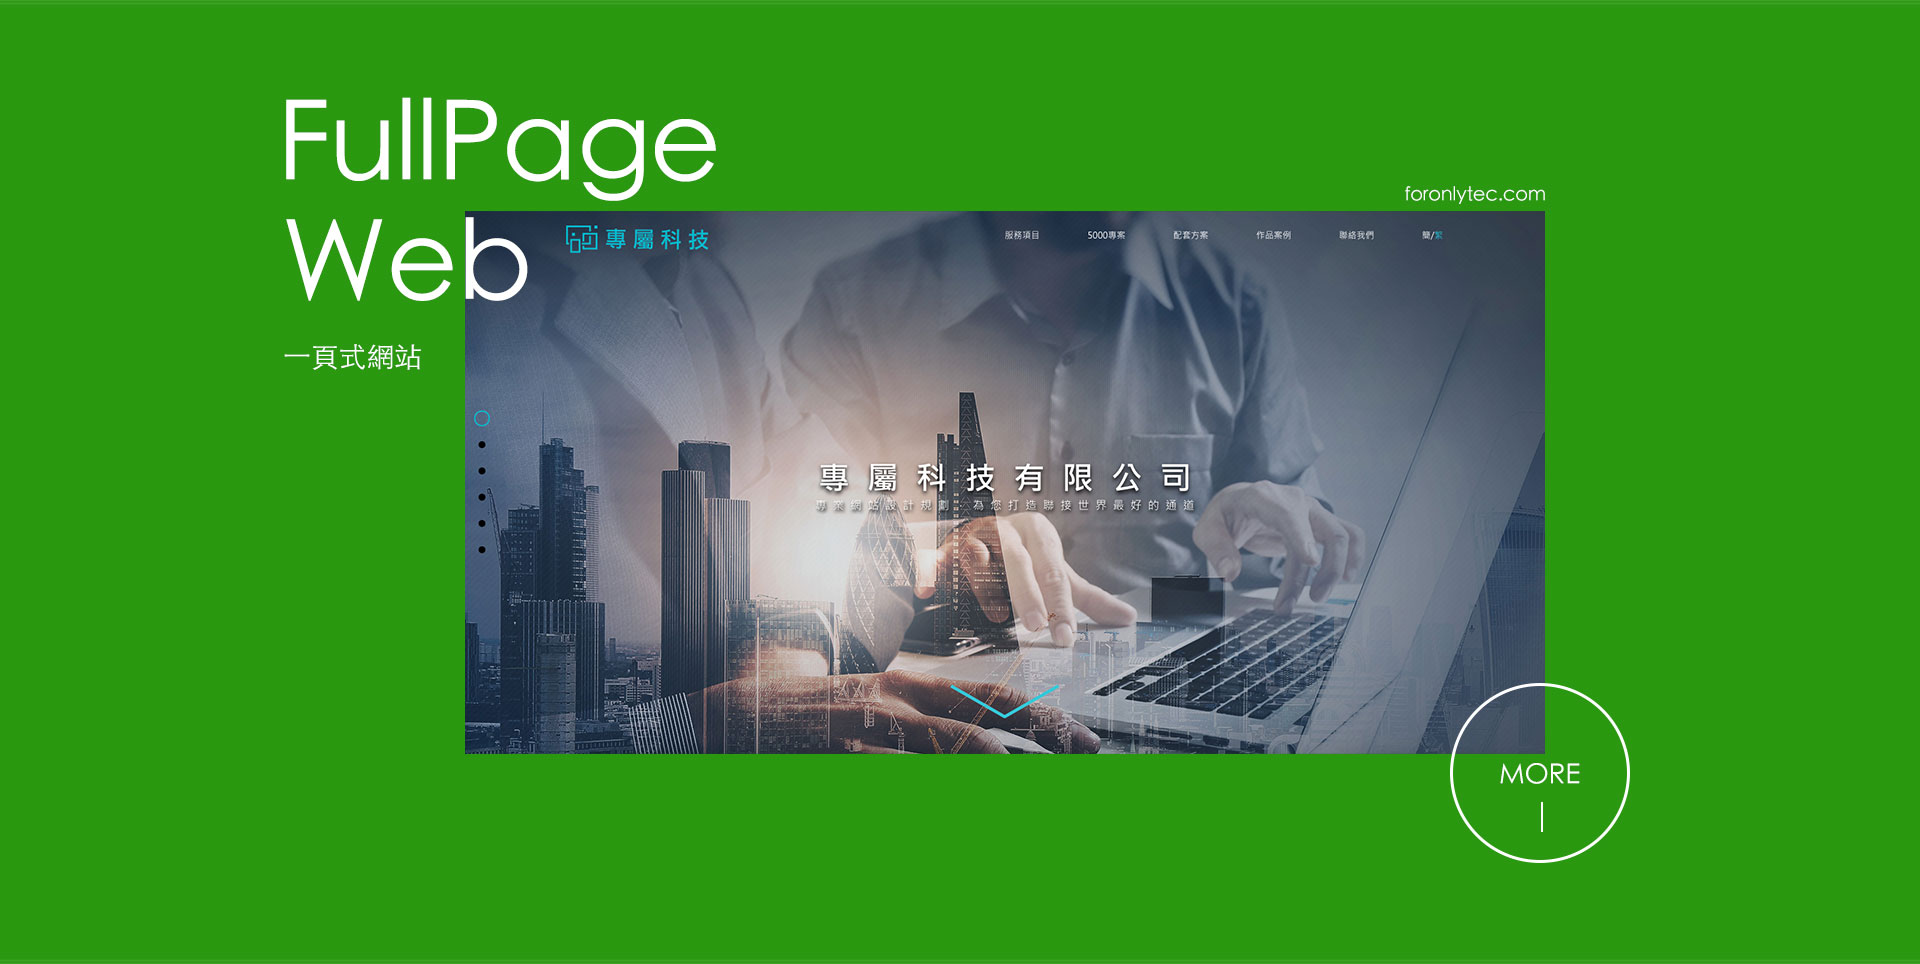 FullPage
Web
一頁式網站
foronlytec.com
專屬科技
服務項目 5000專案 配套方案 作品案例 聯絡我們 簡/繁
專屬科技有限公司
專業網站設計規劃 為您打造聯接世界最好的通道
MORE